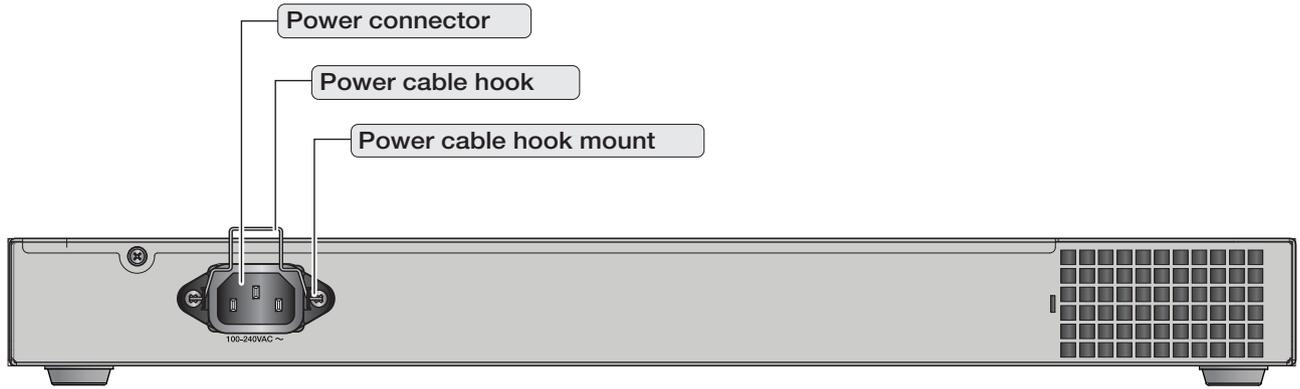 Power connector
Power cable hook
Power cable hook mount
100-240VAC ~